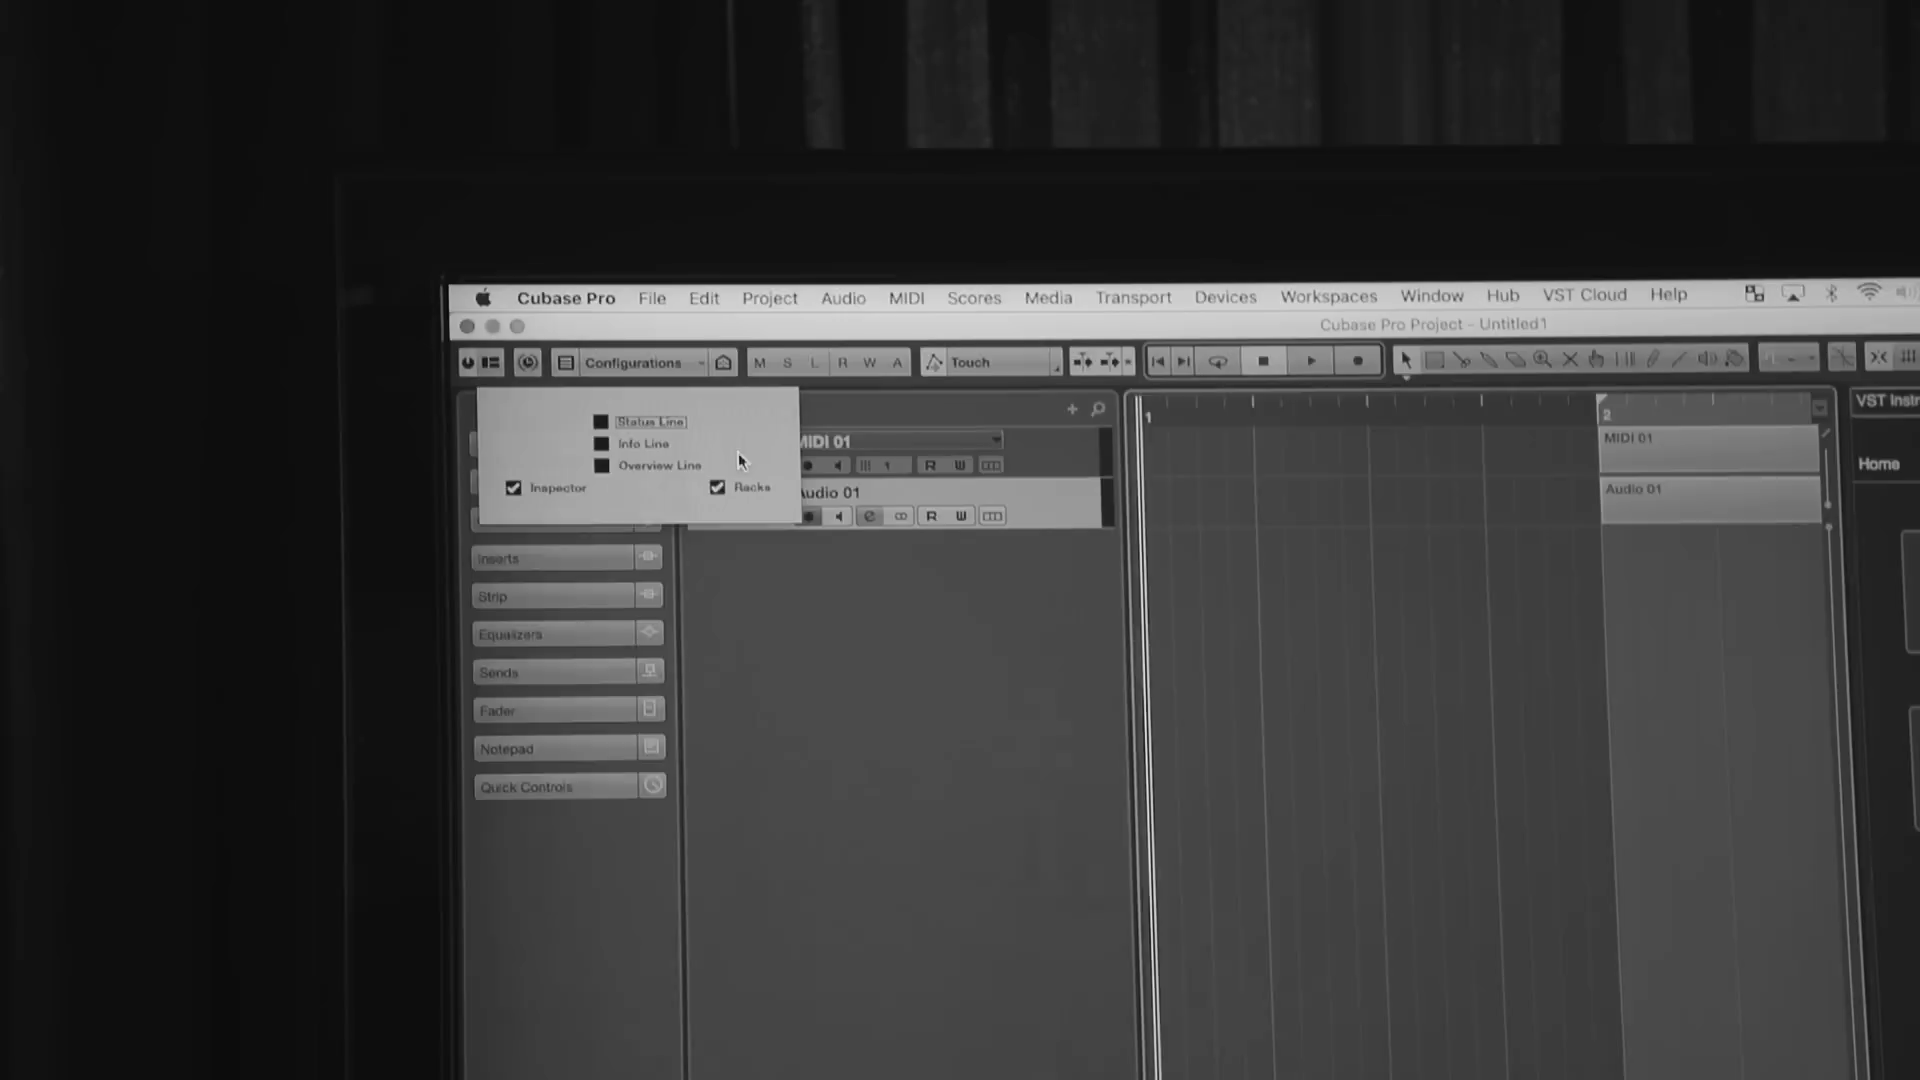 Cubase Pro File Edit Project Audio MIDI Scores Media Transport Devices Workspaces Window Hub VST Cloud Help
Cubase Pro Project - Untitled1
Configurations M S L R W A Touch
Status Line
Info Line
Overview Line
Inspector Racks
MIDI 01
R W
Audio 01
R W
1
2
MIDI 01
Audio 01
VST Instr
Home
Inserts
Strip
Equalizers
Sends
Fader
Notepad
Quick Controls